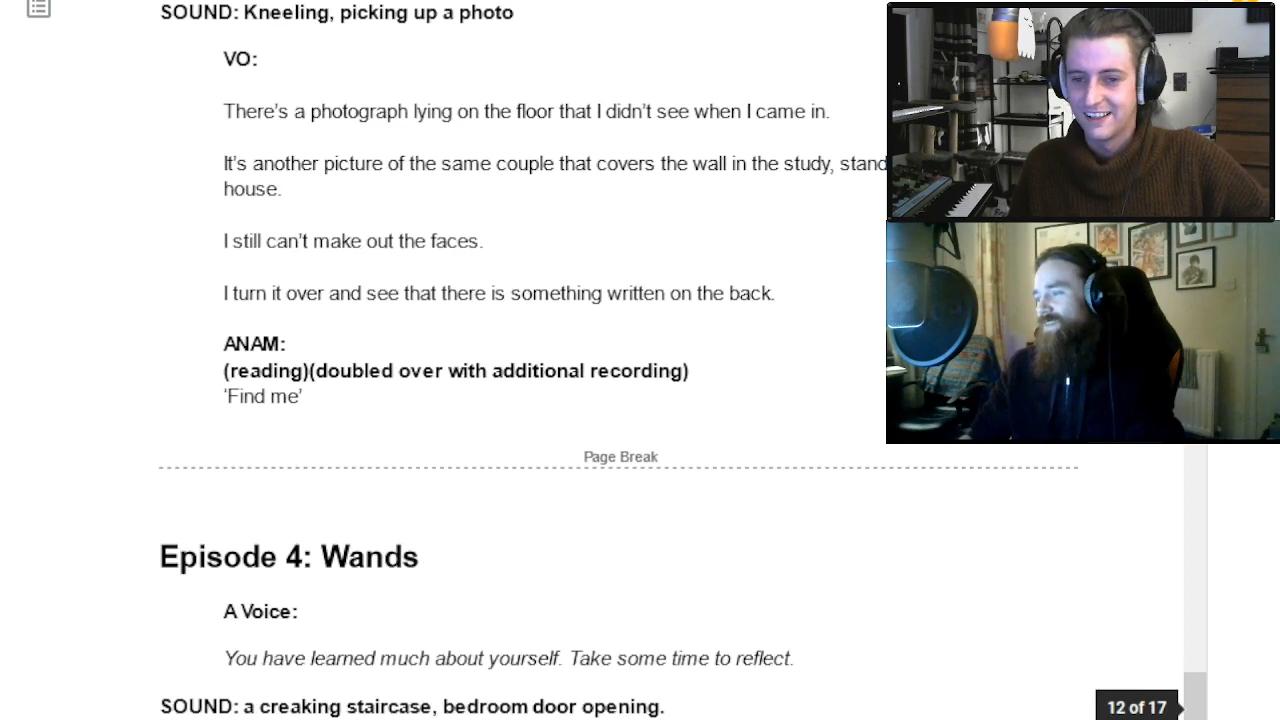 SOUND: Kneeling, picking up a photo
VO:
There’s a photograph lying on the floor that I didn’t see when I came in.
It’s another picture of the same couple that covers the wall in the study, stand
house.
I still can’t make out the faces.
I turn it over and see that there is something written on the back.
ANAM:
(reading)(doubled over with additional recording)
‘Find me’
Page Break
Episode 4: Wands
A Voice:
You have learned much about yourself. Take some time to reflect.
SOUND: a creaking staircase, bedroom door opening.
12 of 17